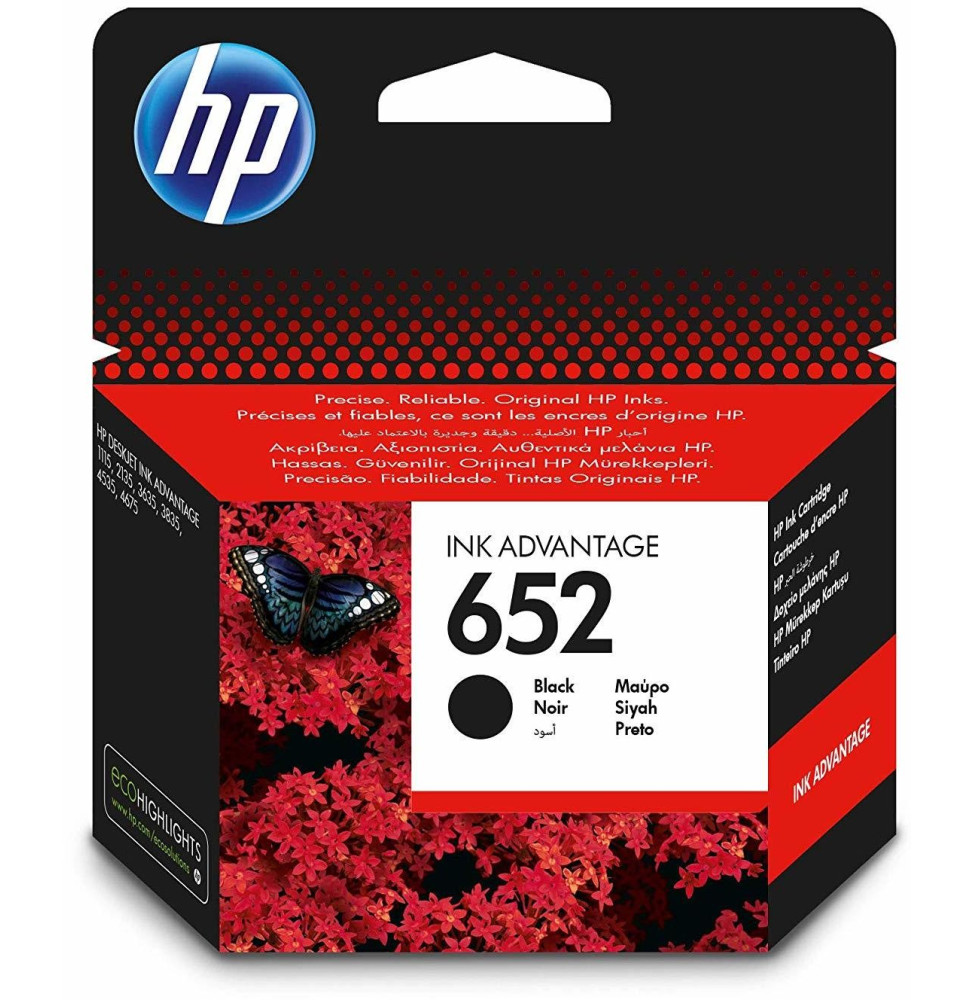 hp
Precise. Reliable. Original HP Inks.
Précises et fiables, ce sont les encres d'origine HP.
أحبار HP الأصلية... دقيقة وجديرة بالاعتماد عليها.
Ακρίβεια. Αξιοπιστία. Αυθεντικά μελάνια HP.
Hassas. Güvenilir. Orijinal HP Mürekkepleri.
Precisão. Fiabilidade. Tintas Originais HP.
HP DESKJET INK ADVANTAGE
1115, 2135, 3635, 3835,
4535, 4675
INK ADVANTAGE
652
Black
Noir
أسود
Μαύρο
Siyah
Preto
HP Ink Cartridge
Cartouche d'encre HP
خرطوشة الحبر HP
Δοχείο μελάνης HP
HP Mürekkep Kartuşu
Tinteiro HP
INK ADVANTAGE
ecoHIGHLIGHTS
www.hp.com/ecosolutions